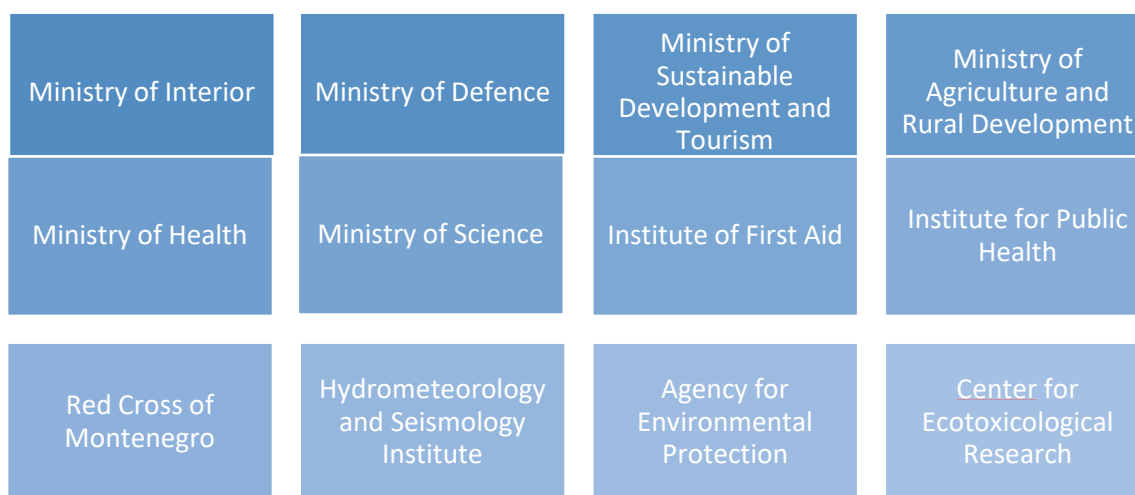 Ministry of Interior
Ministry of Defence
Ministry of
Sustainable
Development and
Tourism
Ministry of
Agriculture and
Rural Development
Ministry of Health
Ministry of Science
Institute of First Aid
Institute for Public
Health
Red Cross of
Montenegro
Hydrometeorology
and Seismology
Institute
Agency for
Environmental
Protection
Center for
Ecotoxicological
Research